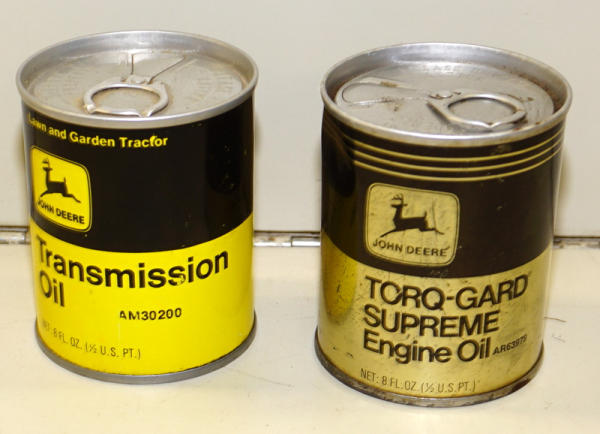 Lawn and Garden Tractor
JOHN DEERE
Transmission
Oil
AM30200
NET: 8 FL. OZ. (½ U.S. PT.)
JOHN DEERE
TORQ-GARD
SUPREME
Engine Oil AR63979
NET: 8 FL. OZ. (½ U.S. PT.)